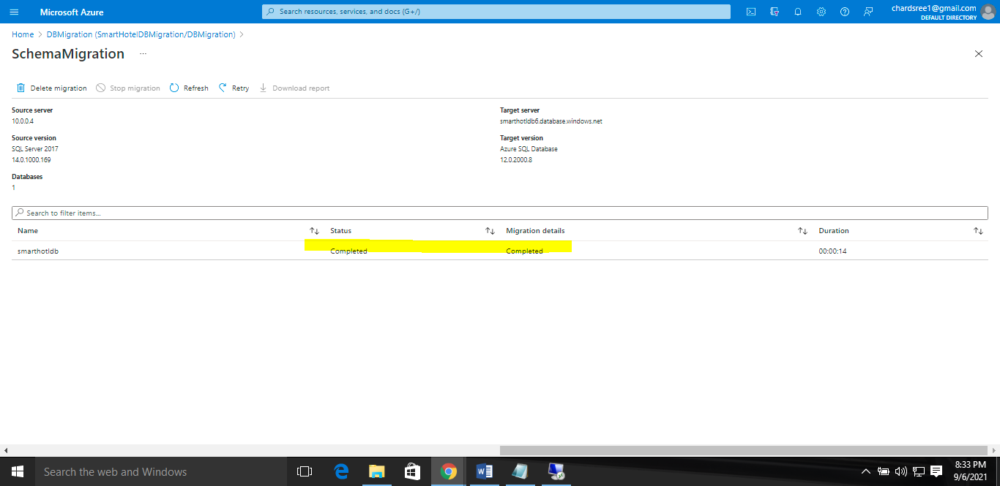 Microsoft Azure
Search resources, services, and docs (G+/)
chardsree1@gmail.com
DEFAULT DIRECTORY
Home > DBMigration (SmartHotelDBMigration/DBMigration) >
SchemaMigration ...
Delete migration Stop migration Refresh Retry Download report
Source server
10.0.0.4
Source version
SQL Server 2017
14.0.1000.169
Databases
1
Target server
smarthotldb6.database.windows.net
Target version
Azure SQL Database
12.0.2000.8
Search to filter items...
Name Status Migration details Duration
smarthotldb Completed Completed 00:00:14
Search the web and Windows
8:33 PM
9/6/2021